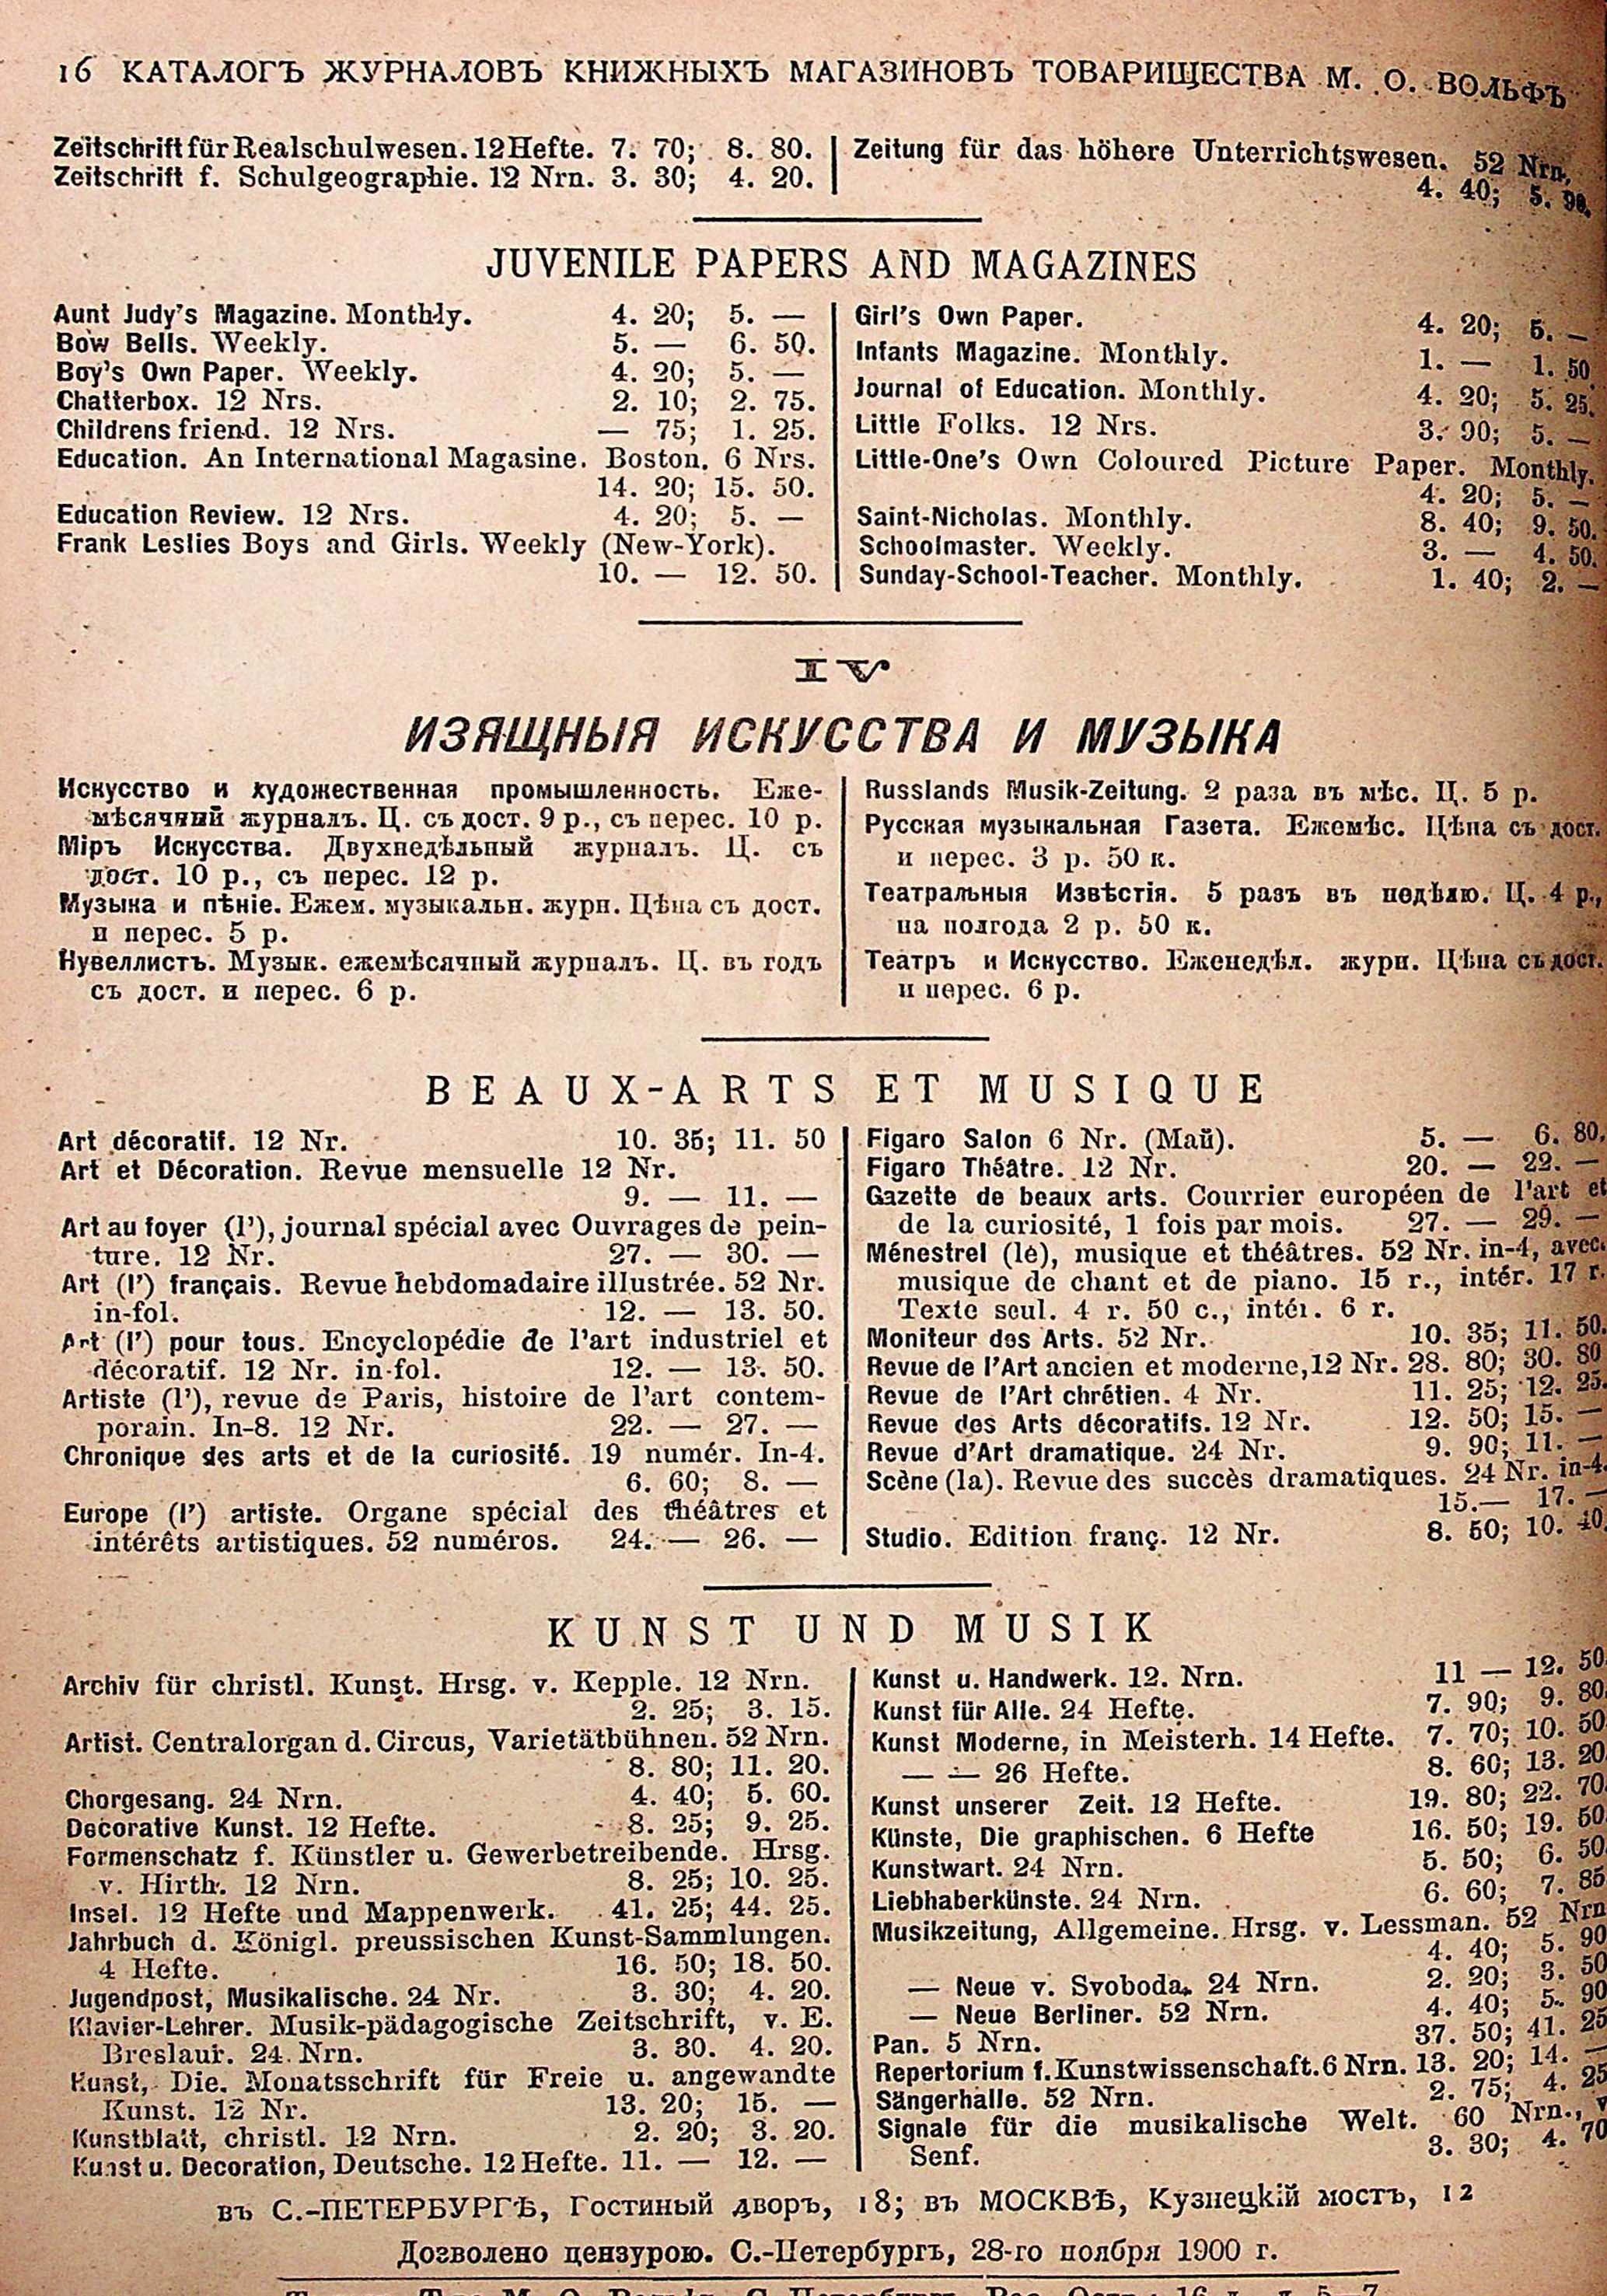 16 КАТАЛОГЪ ЖУРНАЛОВЪ КНИЖНЫХЪ МАГАЗИНОВЪ ТОВАРИЩЕСТВА М. О. ВОЛЬФЪ
Zeitschrift für Realschulwesen. 12 Hefte. 7. 70; 8. 80.
Zeitschrift f. Schulgeographie. 12 Nrn. 3. 30; 4. 20.
Zeitung für das höhere Unterrichtswesen. 52 Nrn.
4. 40; 5. 90.
JUVENILE PAPERS AND MAGAZINES
Aunt Judy's Magazine. Monthly. 4. 20; 5. —
Bow Bells. Weekly. 5. — 6. 50.
Boy's Own Paper. Weekly. 4. 20; 5. —
Chatterbox. 12 Nrs. 2. 10; 2. 75.
Childrens friend. 12 Nrs. — 75; 1. 25.
Education. An International Magasine. Boston. 6 Nrs.
14. 20; 15. 50.
Education Review. 12 Nrs. 4. 20; 5. —
Frank Leslies Boys and Girls. Weekly (New-York).
10. — 12. 50.
Girl's Own Paper. 4. 20; 5. —
Infants Magazine. Monthly. 1. — 1. 50.
Journal of Education. Monthly. 4. 20; 5. 25.
Little Folks. 12 Nrs. 3. 90; 5. —
Little-One's Own Coloured Picture Paper. Monthly.
4. 20; 5. —
Saint-Nicholas. Monthly. 8. 40; 9. 50.
Schoolmaster. Weekly. 3. — 4. 50.
Sunday-School-Teacher. Monthly. 1. 40; 2. —
IV
ИЗЯЩНЫЯ ИСКУССТВА И МУЗЫКА
Искусство и художественная промышленность. Еже-
мѣсячный журналъ. Ц. съ дост. 9 р., съ перес. 10 р.
Міръ Искусства. Двухнедѣльный журналъ. Ц. съ
дост. 10 р., съ перес. 12 р.
Музыка и пѣніе. Ежем. музыкальн. журн. Цѣна съ дост.
и перес. 5 р.
Нувеллистъ. Музык. ежемѣсячный журналъ. Ц. въ годъ
съ дост. и перес. 6 р.
Russlands Musik-Zeitung. 2 раза въ мѣс. Ц. 5 р.
Русская музыкальная Газета. Ежемѣс. Цѣна съ дост.
и перес. 3 р. 50 к.
Театральныя Извѣстія. 5 разъ въ недѣлю. Ц. 4 р.,
на полгода 2 р. 50 к.
Театръ и Искусство. Еженедѣл. журн. Цѣна съ дост.
и перес. 6 р.
BEAUX-ARTS ET MUSIQUE
Art décoratif. 12 Nr. 10. 35; 11. 50
Art et Décoration. Revue mensuelle 12 Nr.
9. — 11. —
Art au foyer (l'), journal spécial avec Ouvrages de pein-
ture. 12 Nr. 27. — 30. —
Art (l') français. Revue hebdomadaire illustrée. 52 Nr.
in-fol. 12. — 13. 50.
Art (l') pour tous. Encyclopédie de l'art industriel et
décoratif. 12 Nr. in-fol. 12. — 13. 50.
Artiste (l'), revue de Paris, histoire de l'art contem-
porain. In-8. 12 Nr. 22. — 27. —
Chronique des arts et de la curiosité. 19 numér. In-4.
6. 60; 8. —
Europe (l') artiste. Organe spécial des théâtres et
intérêts artistiques. 52 numéros. 24. — 26. —
Figaro Salon 6 Nr. (Май). 5. — 6. 80.
Figaro Théâtre. 12 Nr. 20. — 22. —
Gazette de beaux arts. Courrier européen de l'art et
de la curiosité, 1 fois par mois. 27. — 29. —
Ménestrel (le), musique et théâtres. 52 Nr. in-4, avec
musique de chant et de piano. 15 r., intér. 17 r.
Texte seul. 4 r. 50 c., intér. 6 r.
Moniteur des Arts. 52 Nr. 10. 35; 11. 50.
Revue de l'Art ancien et moderne, 12 Nr. 28. 80; 30. 80
Revue de l'Art chrétien. 4 Nr. 11. 25; 12. 25.
Revue des Arts décoratifs. 12 Nr. 12. 50; 15. —
Revue d'Art dramatique. 24 Nr. 9. 90; 11. —
Scène (la). Revue des succès dramatiques. 24 Nr. in-4.
15. — 17. —
Studio. Edition franç. 12 Nr. 8. 50; 10. 40.
KUNST UND MUSIK
Archiv für christl. Kunst. Hrsg. v. Kepple. 12 Nrn.
2. 25; 3. 15.
Artist. Centralorgan d. Circus, Varietätbühnen. 52 Nrn.
8. 80; 11. 20.
Chorgesang. 24 Nrn. 4. 40; 5. 60.
Decorative Kunst. 12 Hefte. 8. 25; 9. 25.
Formenschatz f. Künstler u. Gewerbetreibende. Hrsg.
v. Hirth. 12 Nrn. 8. 25; 10. 25.
Insel. 12 Hefte und Mappenwerk. 41. 25; 44. 25.
Jahrbuch d. Königl. preussischen Kunst-Sammlungen.
4 Hefte. 16. 50; 18. 50.
Jugendpost, Musikalische. 24 Nr. 3. 30; 4. 20.
Klavier-Lehrer. Musik-pädagogische Zeitschrift, v. E.
Breslaur. 24. Nrn. 3. 30. 4. 20.
Kunst, Die. Monatsschrift für Freie u. angewandte
Kunst. 12 Nr. 13. 20; 15. —
Kunstblatt, christl. 12 Nrn. 2. 20; 3. 20.
Kunst u. Decoration, Deutsche. 12 Hefte. 11. — 12. —
Kunst u. Handwerk. 12. Nrn. 11 — 12. 50
Kunst für Alle. 24 Hefte. 7. 90; 9. 80
Kunst Moderne, in Meisterh. 14 Hefte. 7. 70; 10. 50
— — 26 Hefte. 8. 60; 13. 20
Kunst unserer Zeit. 12 Hefte. 19. 80; 22. 70
Künste, Die graphischen. 6 Hefte 16. 50; 19. 50
Kunstwart. 24 Nrn. 5. 50; 6. 50
Liebhaberkünste. 24 Nrn. 6. 60; 7. 85
Musikzeitung, Allgemeine. Hrsg. v. Lessman. 52 Nrn
4. 40; 5. 90
— Neue v. Svoboda. 24 Nrn. 2. 20; 3. 50
— Neue Berliner. 52 Nrn. 4. 40; 5. 90
Pan. 5 Nrn. 37. 50; 41. 25
Repertorium f. Kunstwissenschaft. 6 Nrn. 13. 20; 14. —
Sängerhalle. 52 Nrn. 2. 75; 4. 25
Signale für die musikalische Welt. 60 Nrn., v
Senf. 3. 30; 4. 70
въ С.-ПЕТЕРБУРГѢ, Гостиный дворъ, 18; въ МОСКВѢ, Кузнецкій мостъ, 12
Дозволено цензурою. С.-Петербургъ, 28-го ноября 1900 г.